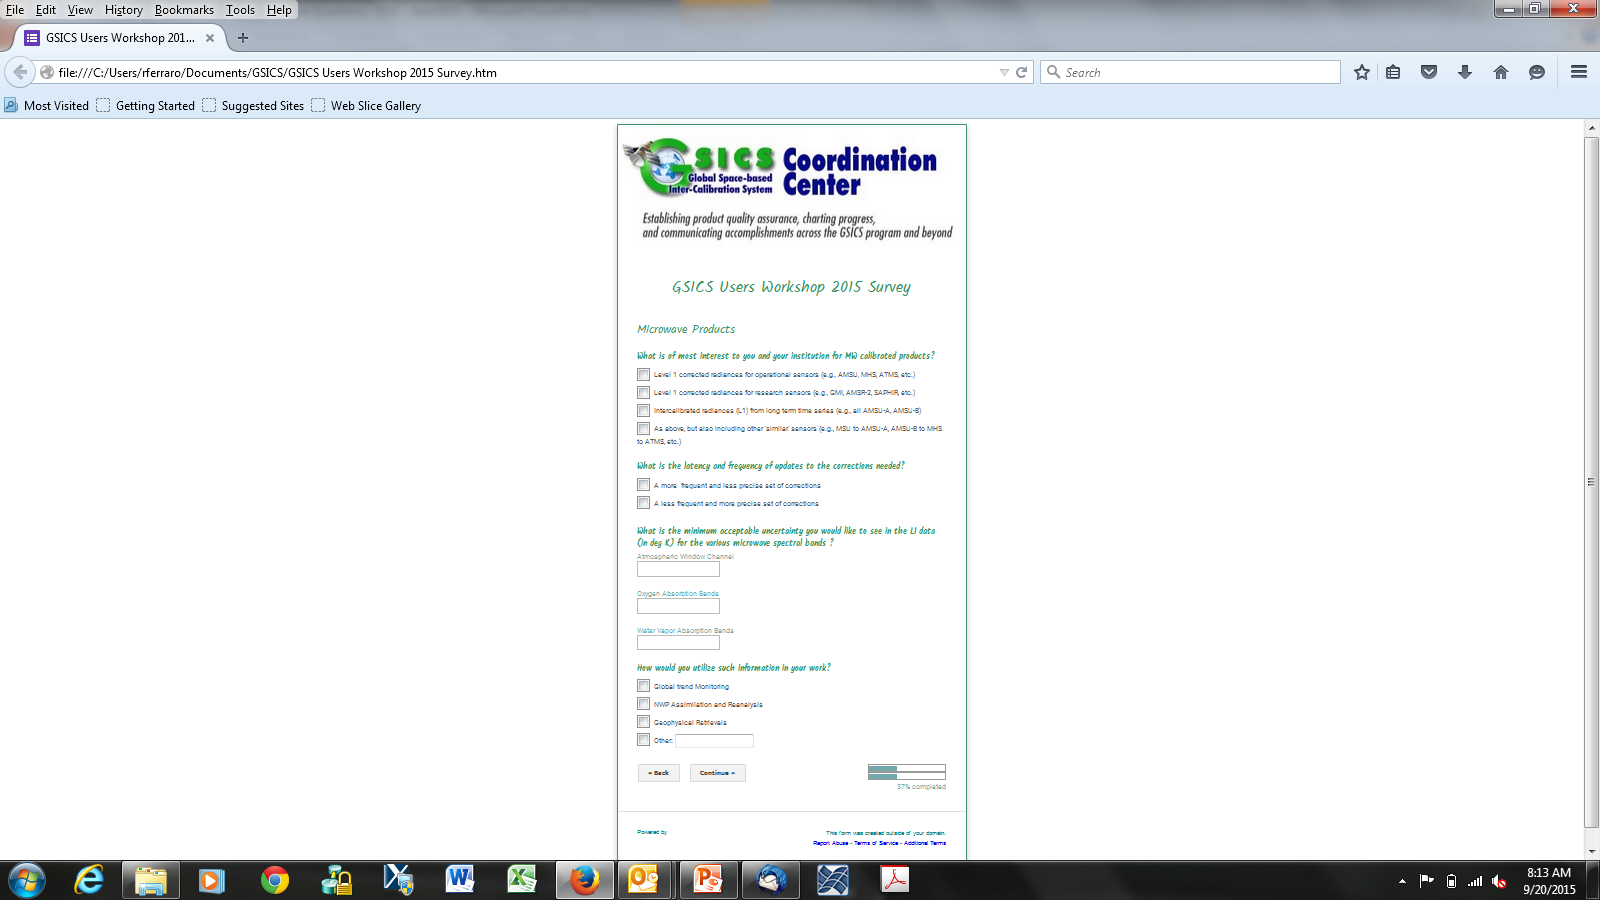 File Edit View History Bookmarks Tools Help
GSICS Users Workshop 201...
file:///C:/Users/rferraro/Documents/GSICS/GSICS Users Workshop 2015 Survey.htm
Search
Most Visited Getting Started Suggested Sites Web Slice Gallery
GSICS Coordination
Global Space-based Center
Inter-Calibration System
Establishing product quality assurance, charting progress,
and communicating accomplishments across the GSICS program and beyond
GSICS Users Workshop 2015 Survey
Microwave Products
What is of most interest to you and your institution for MW calibrated products?
Level 1 corrected radiances for operational sensors (e.g., AMSU, MHS, ATMS, etc.)
Level 1 corrected radiances for research sensors (e.g., GMI, AMSR-2, SAPHIR, etc.)
Intercalibrated radiances (L1) from long term time series (e.g., all AMSU-A, AMSU-B)
As above, but also including other 'similar' sensors (e.g., MSU to AMSU-A, AMSU-B to MHS
to ATMS, etc.)
What is the latency and frequency of updates to the corrections needed?
A more frequent and less precise set of corrections
A less frequent and more precise set of corrections
What is the minimum acceptable uncertainty you would like to see in the L1 data
(in deg K) for the various microwave spectral bands ?
Atmospheric Window Channel
Oxygen Absorbtion Bands
Water Vapor Absorption Bands
How would you utilize such information in your work?
Global trend Monitoring
NWP Assimilation and Reanalysis
Geophysical Retrievals
Other:
« Back Continue »
37% completed
Powered by This form was created outside of your domain.
Report Abuse - Terms of Service - Additional Terms
8:13 AM
9/20/2015